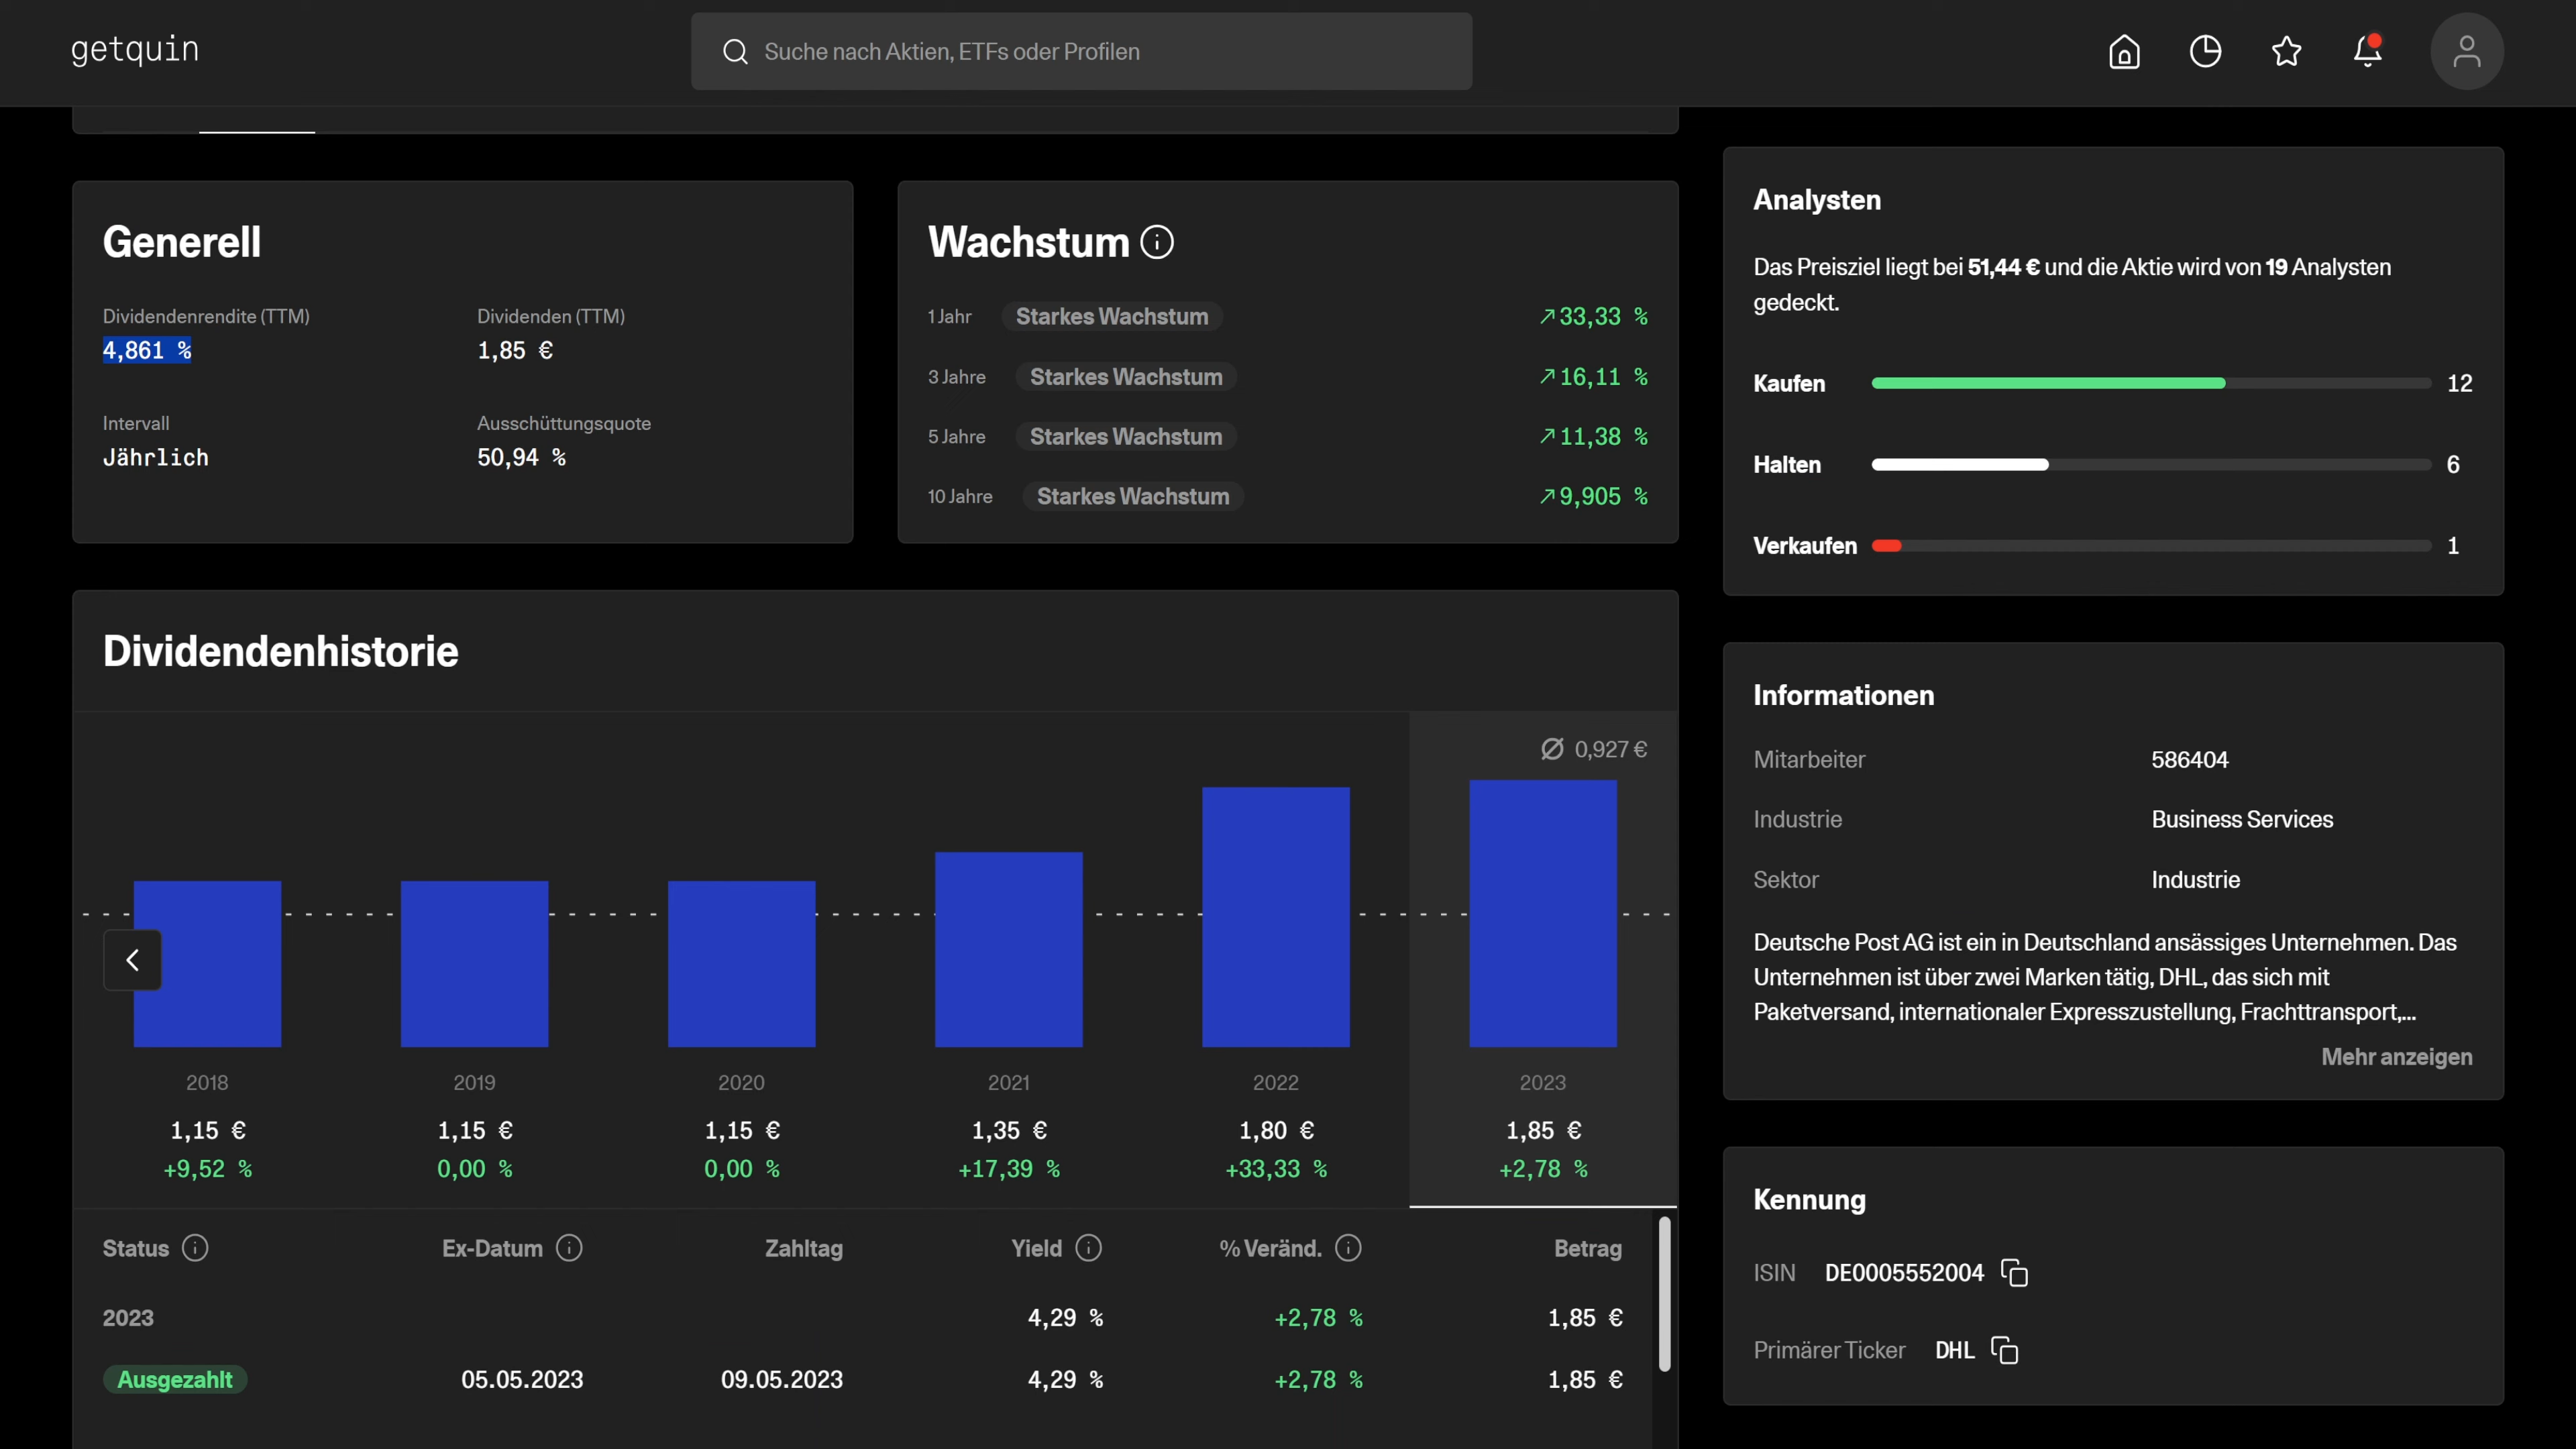 getquin
Suche nach Aktien, ETFs oder Profilen
Generell
Dividendenrendite (TTM)
4,861 %
Dividenden (TTM)
1,85 €
Intervall
Jährlich
Ausschüttungsquote
50,94 %
Wachstum
1 Jahr Starkes Wachstum 33,33 %
3 Jahre Starkes Wachstum 16,11 %
5 Jahre Starkes Wachstum 11,38 %
10 Jahre Starkes Wachstum 9,905 %
Dividendenhistorie
Ø 0,927 €
2018 2019 2020 2021 2022 2023
1,15 € 1,15 € 1,15 € 1,35 € 1,80 € 1,85 €
+9,52 % 0,00 % 0,00 % +17,39 % +33,33 % +2,78 %
Status Ex-Datum Zahltag Yield % Veränd. Betrag
2023 4,29 % +2,78 % 1,85 €
Ausgezahlt 05.05.2023 09.05.2023 4,29 % +2,78 % 1,85 €
Analysten
Das Preisziel liegt bei 51,44 € und die Aktie wird von 19 Analysten
gedeckt.
Kaufen 12
Halten 6
Verkaufen 1
Informationen
Mitarbeiter 586404
Industrie Business Services
Sektor Industrie
Deutsche Post AG ist ein in Deutschland ansässiges Unternehmen. Das
Unternehmen ist über zwei Marken tätig, DHL, das sich mit
Paketversand, internationaler Expresszustellung, Frachttransport,...
Mehr anzeigen
Kennung
ISIN DE0005552004
Primärer Ticker DHL